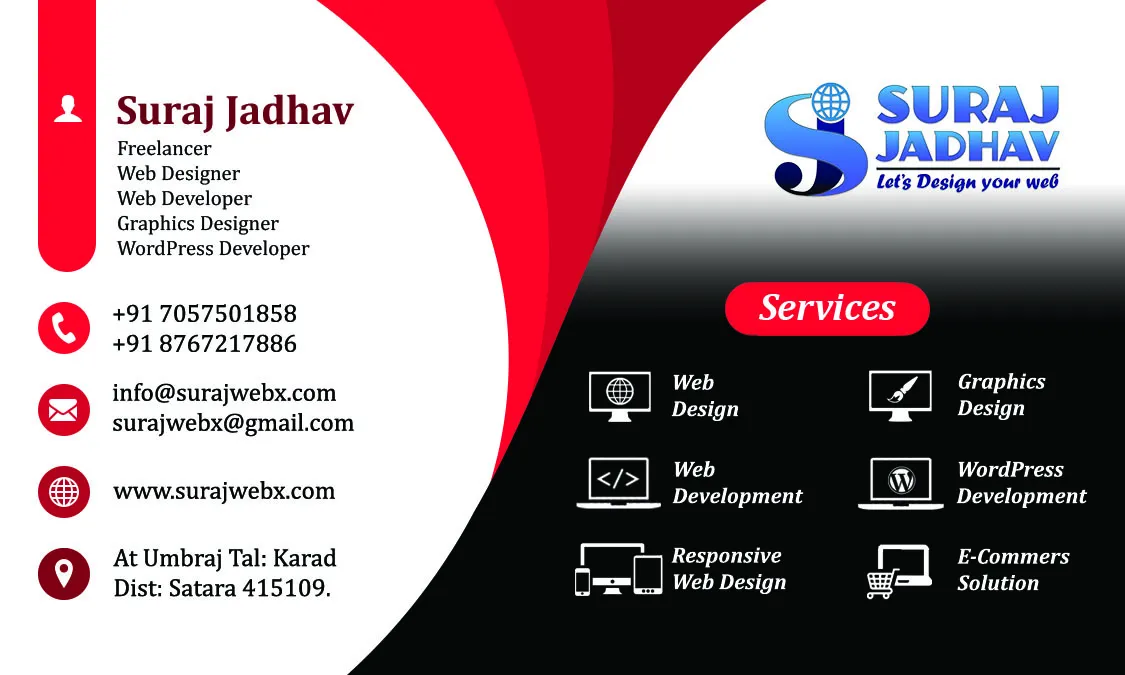 Suraj Jadhav
Freelancer
Web Designer
Web Developer
Graphics Designer
WordPress Developer
+91 7057501858
+91 8767217886
info@surajwebx.com
surajwebx@gmail.com
www.surajwebx.com
At Umbraj Tal: Karad
Dist: Satara 415109.
SJ
SURAJ
JADHAV
Let's Design your web
Services
Web
Design
Graphics
Design
</>
Web
Development
W
WordPress
Development
Responsive
Web Design
E-Commers
Solution